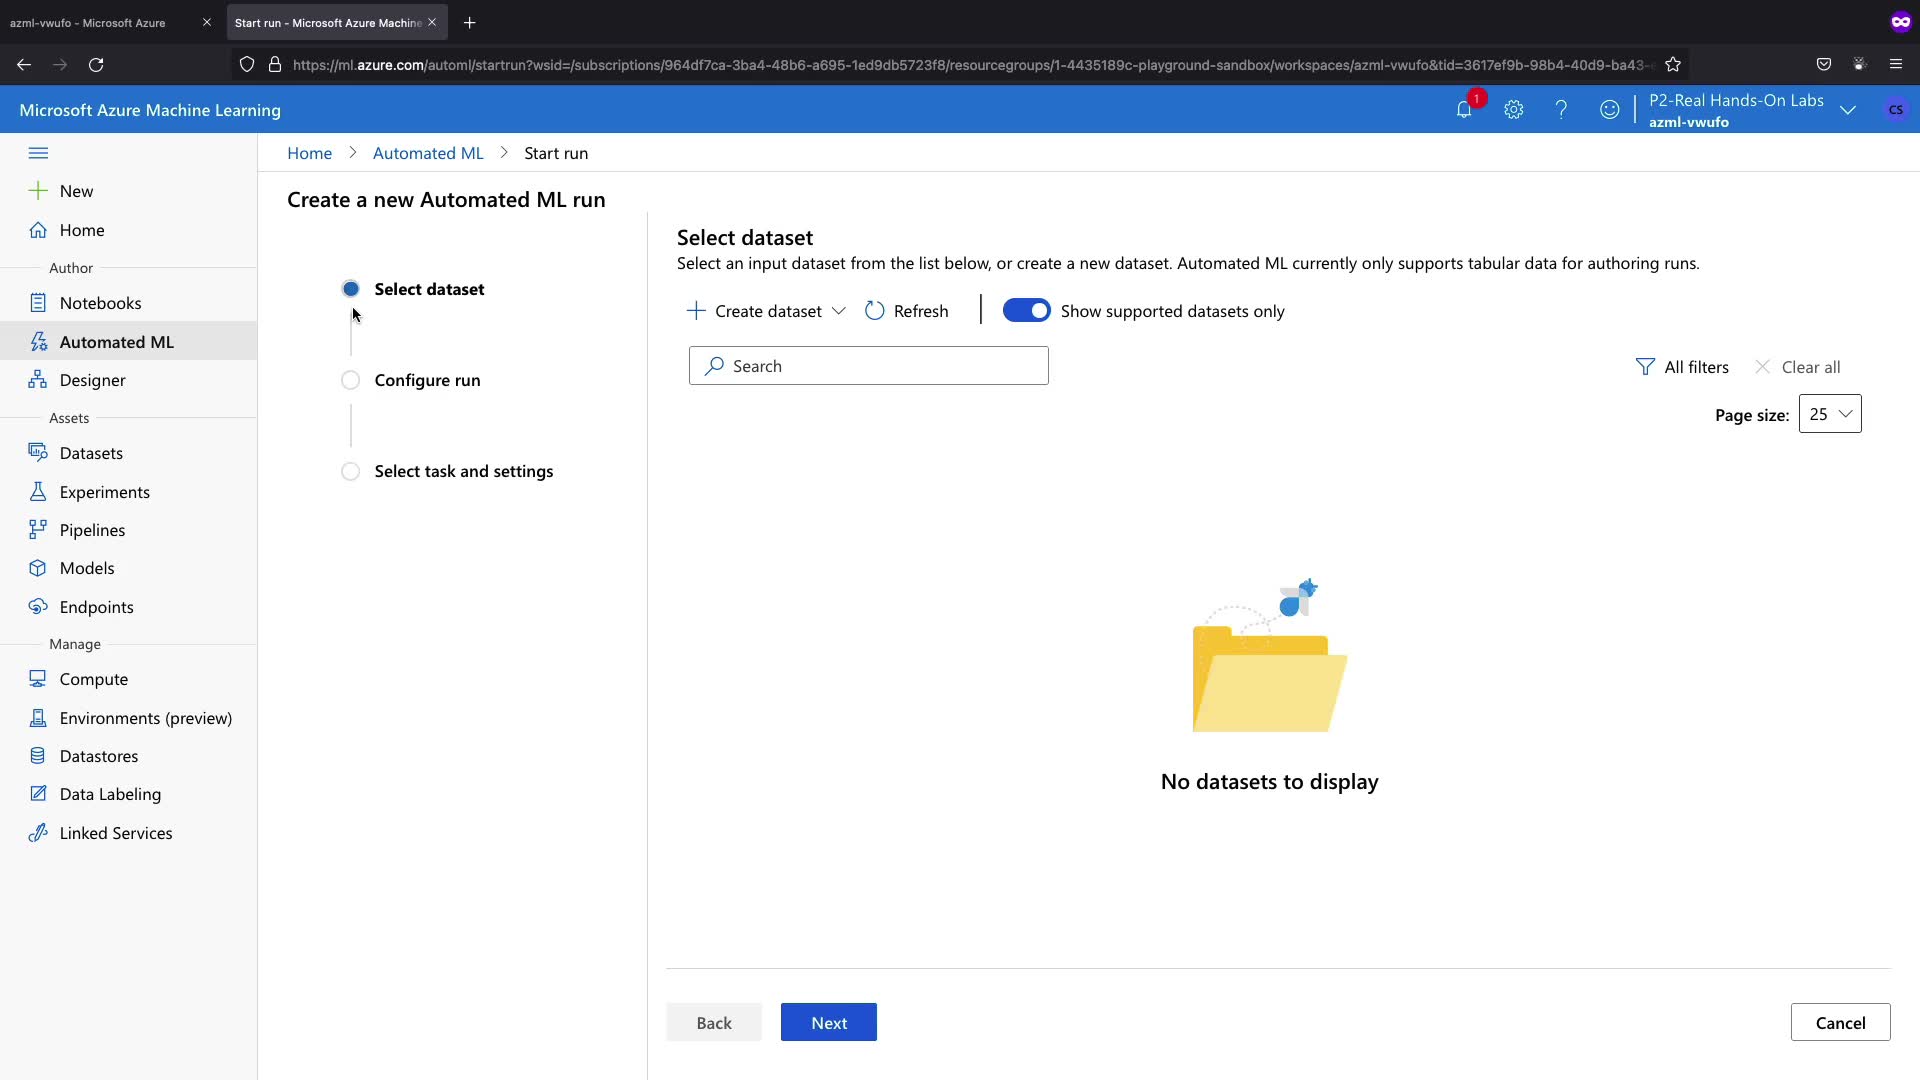 azml-vwufo - Microsoft Azure
Start run - Microsoft Azure Machine
https://ml.azure.com/automl/startrun?wsid=/subscriptions/964df7ca-3ba4-48b6-a695-1ed9db5723f8/resourcegroups/1-4435189c-playground-sandbox/workspaces/azml-vwufo&tid=3617ef9b-98b4-40d9-ba43-
Microsoft Azure Machine Learning
1
P2-Real Hands-On Labs
azml-vwufo
CS
Home > Automated ML > Start run
New
Home
Author
Notebooks
Automated ML
Designer
Assets
Datasets
Experiments
Pipelines
Models
Endpoints
Manage
Compute
Environments (preview)
Datastores
Data Labeling
Linked Services
Create a new Automated ML run
Select dataset
Configure run
Select task and settings
Select dataset
Select an input dataset from the list below, or create a new dataset. Automated ML currently only supports tabular data for authoring runs.
Create dataset
Refresh
Show supported datasets only
Search
All filters
Clear all
Page size: 25
No datasets to display
Back
Next
Cancel